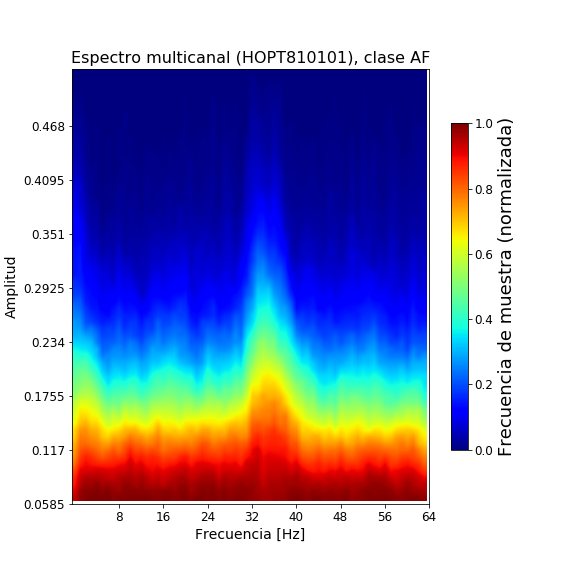 Espectro multicanal (HOPT810101), clase AF
Amplitud
0.468
0.4095
0.351
0.2925
0.234
0.1755
0.117
0.0585
8 16 24 32 40 48 56 64
Frecuencia [Hz]
1.0
0.8
0.6
0.4
0.2
0.0
Frecuencia de muestra (normalizada)